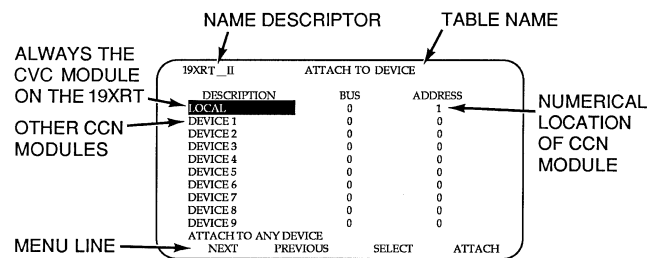 NAME DESCRIPTOR
TABLE NAME
ALWAYS THE
CVC MODULE
ON THE 19XRT
OTHER CCN
MODULES
MENU LINE
19XRT__II ATTACH TO DEVICE
DESCRIPTION BUS ADDRESS
LOCAL 0 1
DEVICE 1 0 0
DEVICE 2 0 0
DEVICE 3 0 0
DEVICE 4 0 0
DEVICE 5 0 0
DEVICE 6 0 0
DEVICE 7 0 0
DEVICE 8 0 0
DEVICE 9 0 0
ATTACH TO ANY DEVICE
NEXT PREVIOUS SELECT ATTACH
NUMERICAL
LOCATION
OF CCN
MODULE